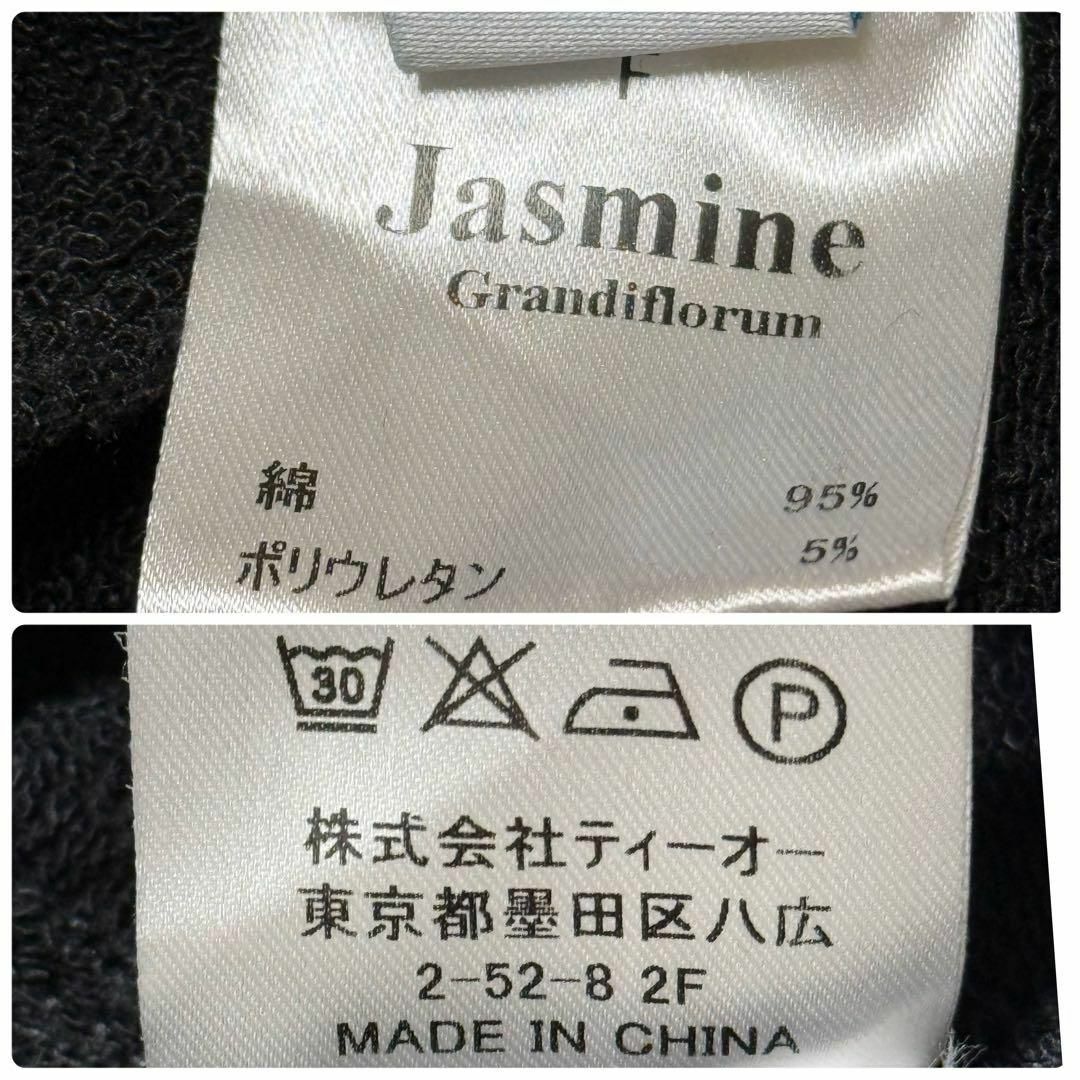 F
Jasmine
Grandiflorum
綿 95%
ポリウレタン 5%
30 P
株式会社ティーオー
東京都墨田区八広
2-52-8 2F
MADE IN CHINA